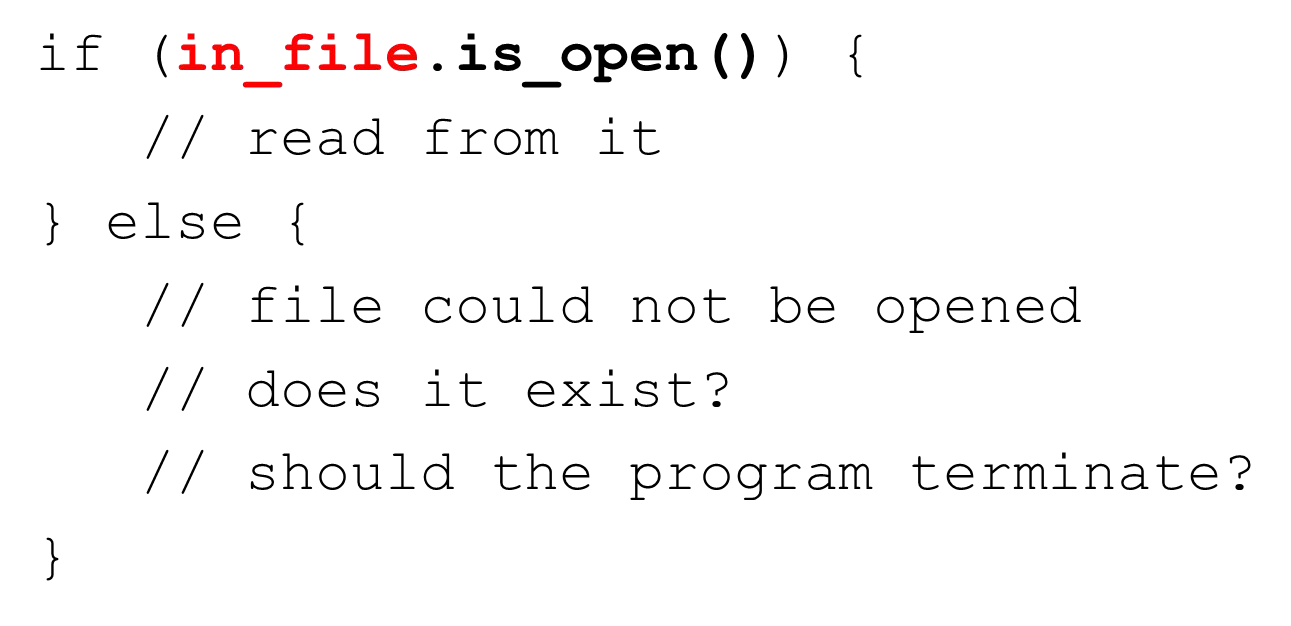 if (in_file.is_open()) {
   // read from it
} else {
   // file could not be opened
   // does it exist?
   // should the program terminate?
}